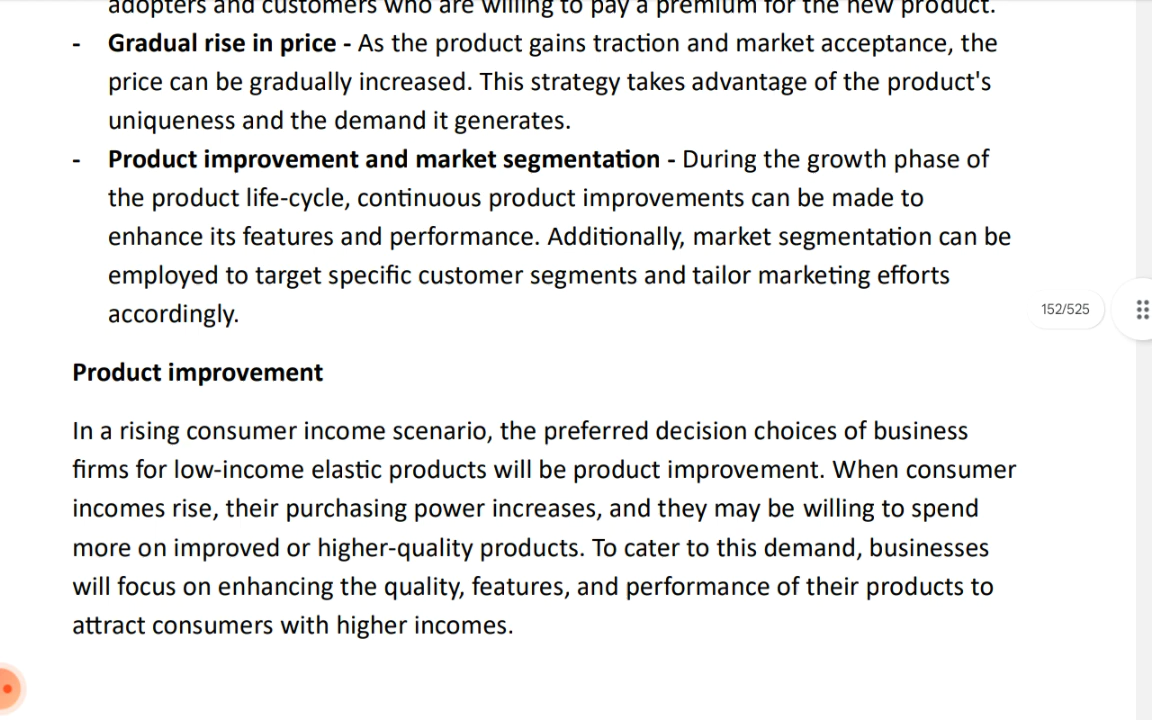 adopters and customers who are willing to pay a premium for the new product.
- Gradual rise in price - As the product gains traction and market acceptance, the
price can be gradually increased. This strategy takes advantage of the product's
uniqueness and the demand it generates.
- Product improvement and market segmentation - During the growth phase of
the product life-cycle, continuous product improvements can be made to
enhance its features and performance. Additionally, market segmentation can be
employed to target specific customer segments and tailor marketing efforts
accordingly.
152/525
Product improvement
In a rising consumer income scenario, the preferred decision choices of business
firms for low-income elastic products will be product improvement. When consumer
incomes rise, their purchasing power increases, and they may be willing to spend
more on improved or higher-quality products. To cater to this demand, businesses
will focus on enhancing the quality, features, and performance of their products to
attract consumers with higher incomes.